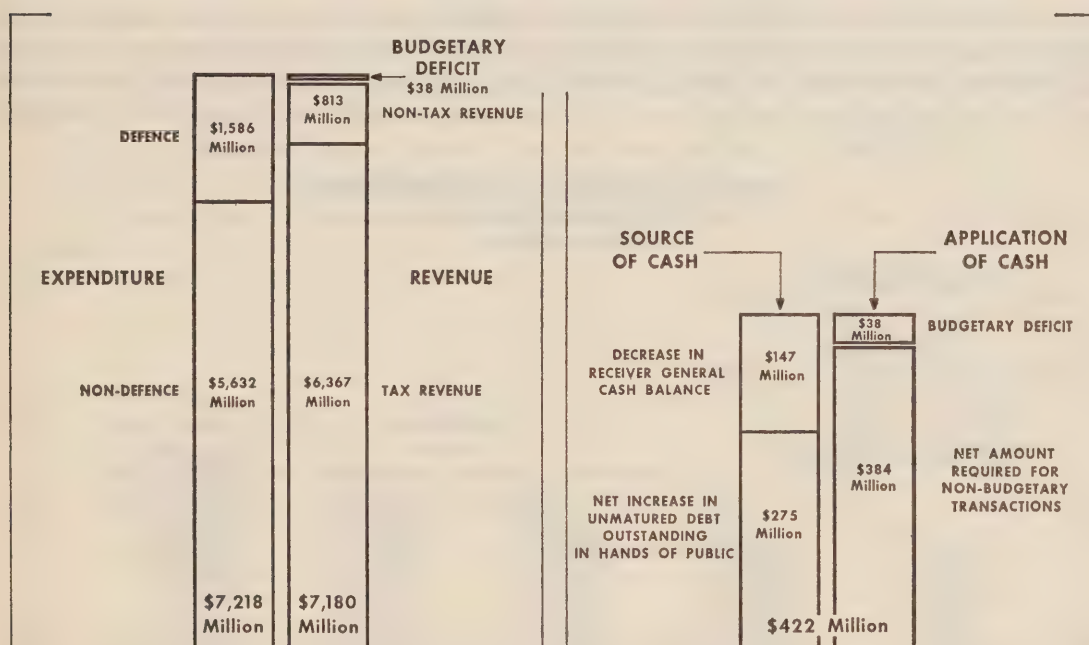 BUDGETARY
DEFICIT
$38 Million
$813
Million
NON-TAX REVENUE
DEFENCE
$1,586
Million
EXPENDITURE
REVENUE
NON-DEFENCE
$5,632
Million
$6,367
Million
TAX REVENUE
$7,218
Million
$7,180
Million
SOURCE
OF CASH
APPLICATION
OF CASH
$38
Million
BUDGETARY DEFICIT
DECREASE IN
RECEIVER GENERAL
CASH BALANCE
$147
Million
$384
Million
NET AMOUNT
REQUIRED FOR
NON-BUDGETARY
TRANSACTIONS
NET INCREASE IN
UNMATURED DEBT
OUTSTANDING
IN HANDS OF PUBLIC
$275
Million
$422 Million